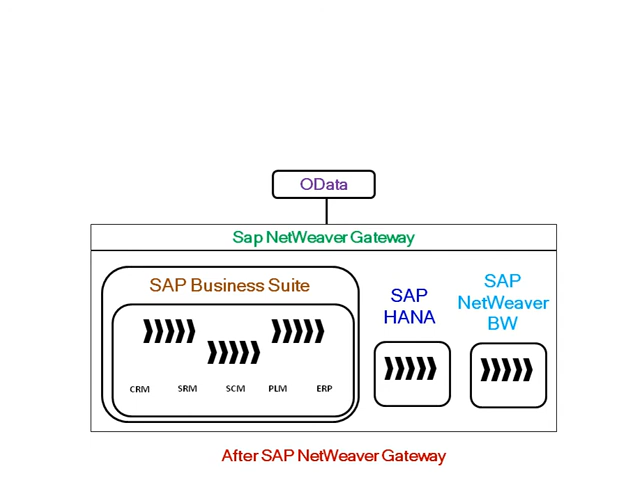 OData
Sap NetWeaver Gateway
SAP Business Suite
CRM SRM SCM PLM ERP
SAP
HANA
SAP
NetWeaver
BW
After SAP NetWeaver Gateway